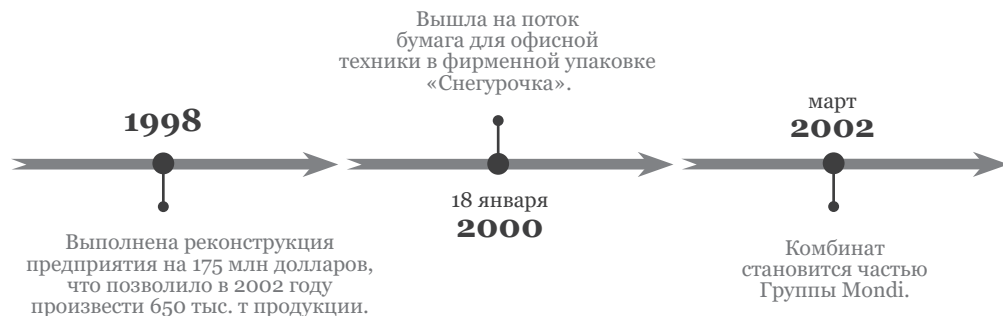 1998
Выполнена реконструкция
предприятия на 175 млн долларов,
что позволило в 2002 году
произвести 650 тыс. т продукции.
Вышла на поток
бумага для офисной
техники в фирменной упаковке
«Снегурочка».
18 января
2000
март
2002
Комбинат
становится частью
Группы Mondi.